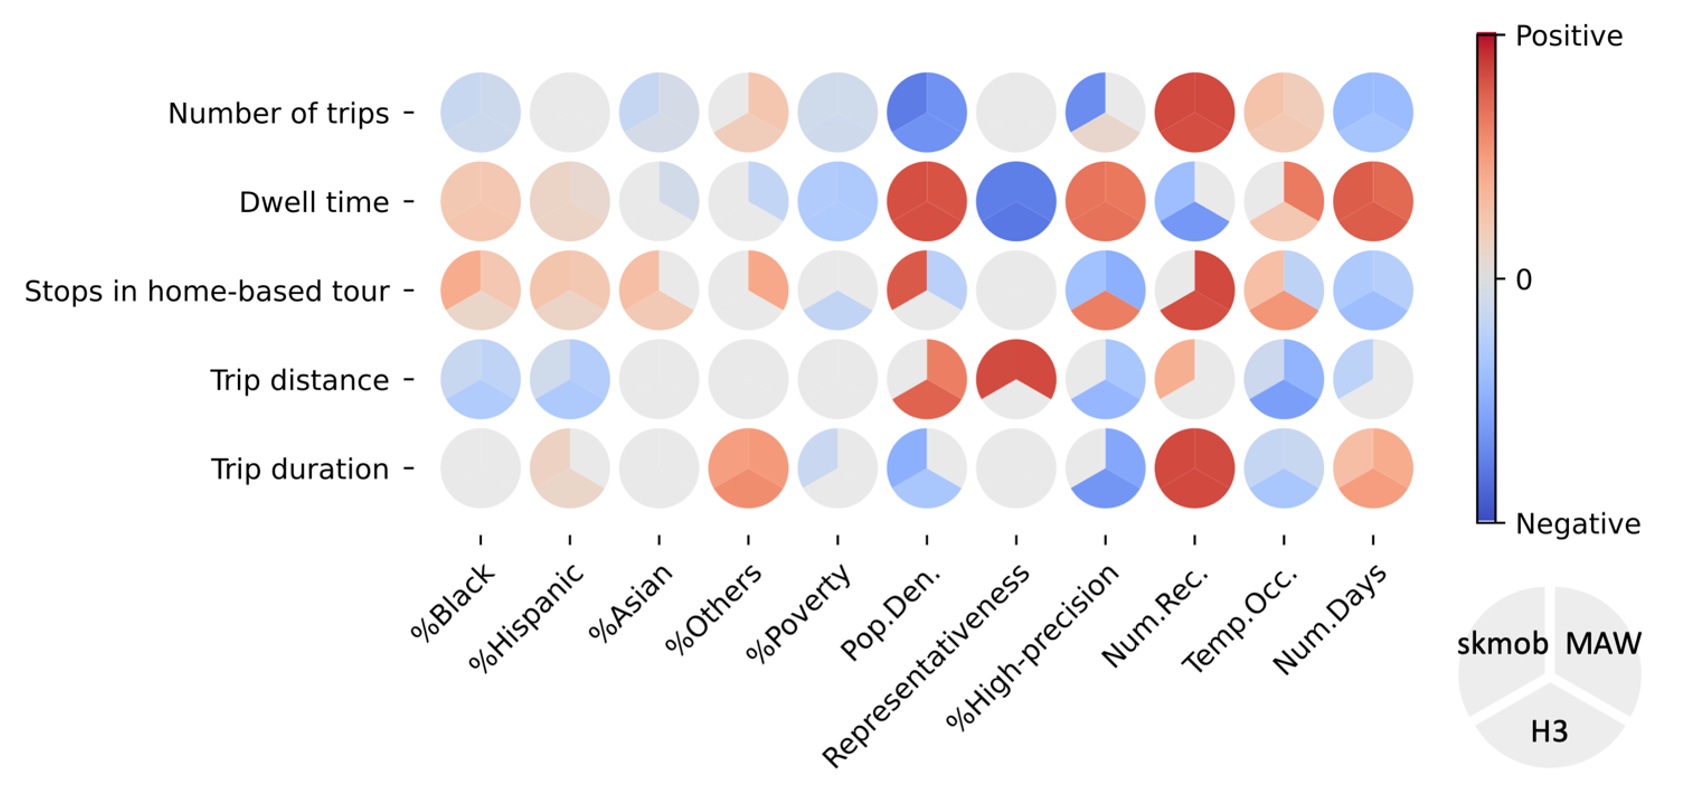 Positive
Number of trips
Dwell time
0
Stops in home-based tour
Trip distance
Trip duration
Negative
%Black
%Hispanic
%Asian
%Others
%Poverty
Pop.Den.
Representativeness
%High-precision
Num.Rec.
Temp.Occ.
Num.Days
skmob MAW
H3